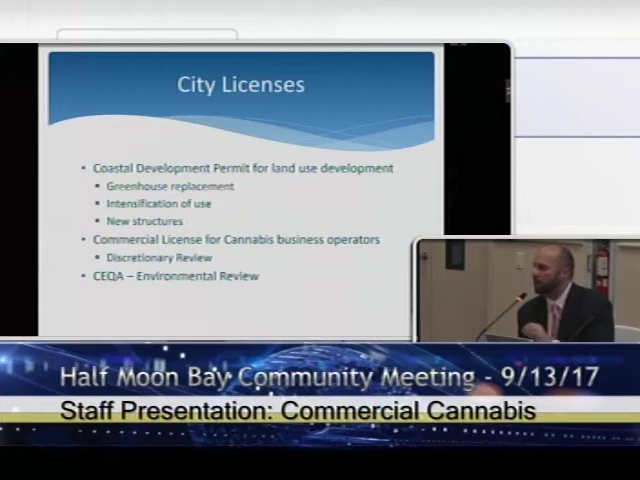 City Licenses
• Coastal Development Permit for land use development
▪ Greenhouse replacement
▪ Intensification of use
▪ New structures
• Commercial License for Cannabis business operators
▪ Discretionary Review
• CEQA – Environmental Review
Half Moon Bay Community Meeting - 9/13/17
Staff Presentation: Commercial Cannabis